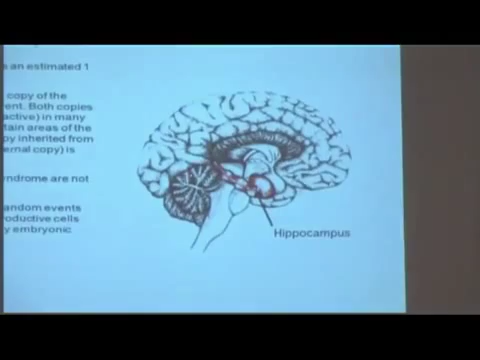 s an estimated 1
copy of the
ent. Both copies
active) in many
tain areas of the
py inherited from
ernal copy) is
ndrome are not
andom events
oductive cells
y embryonic
Hippocampus